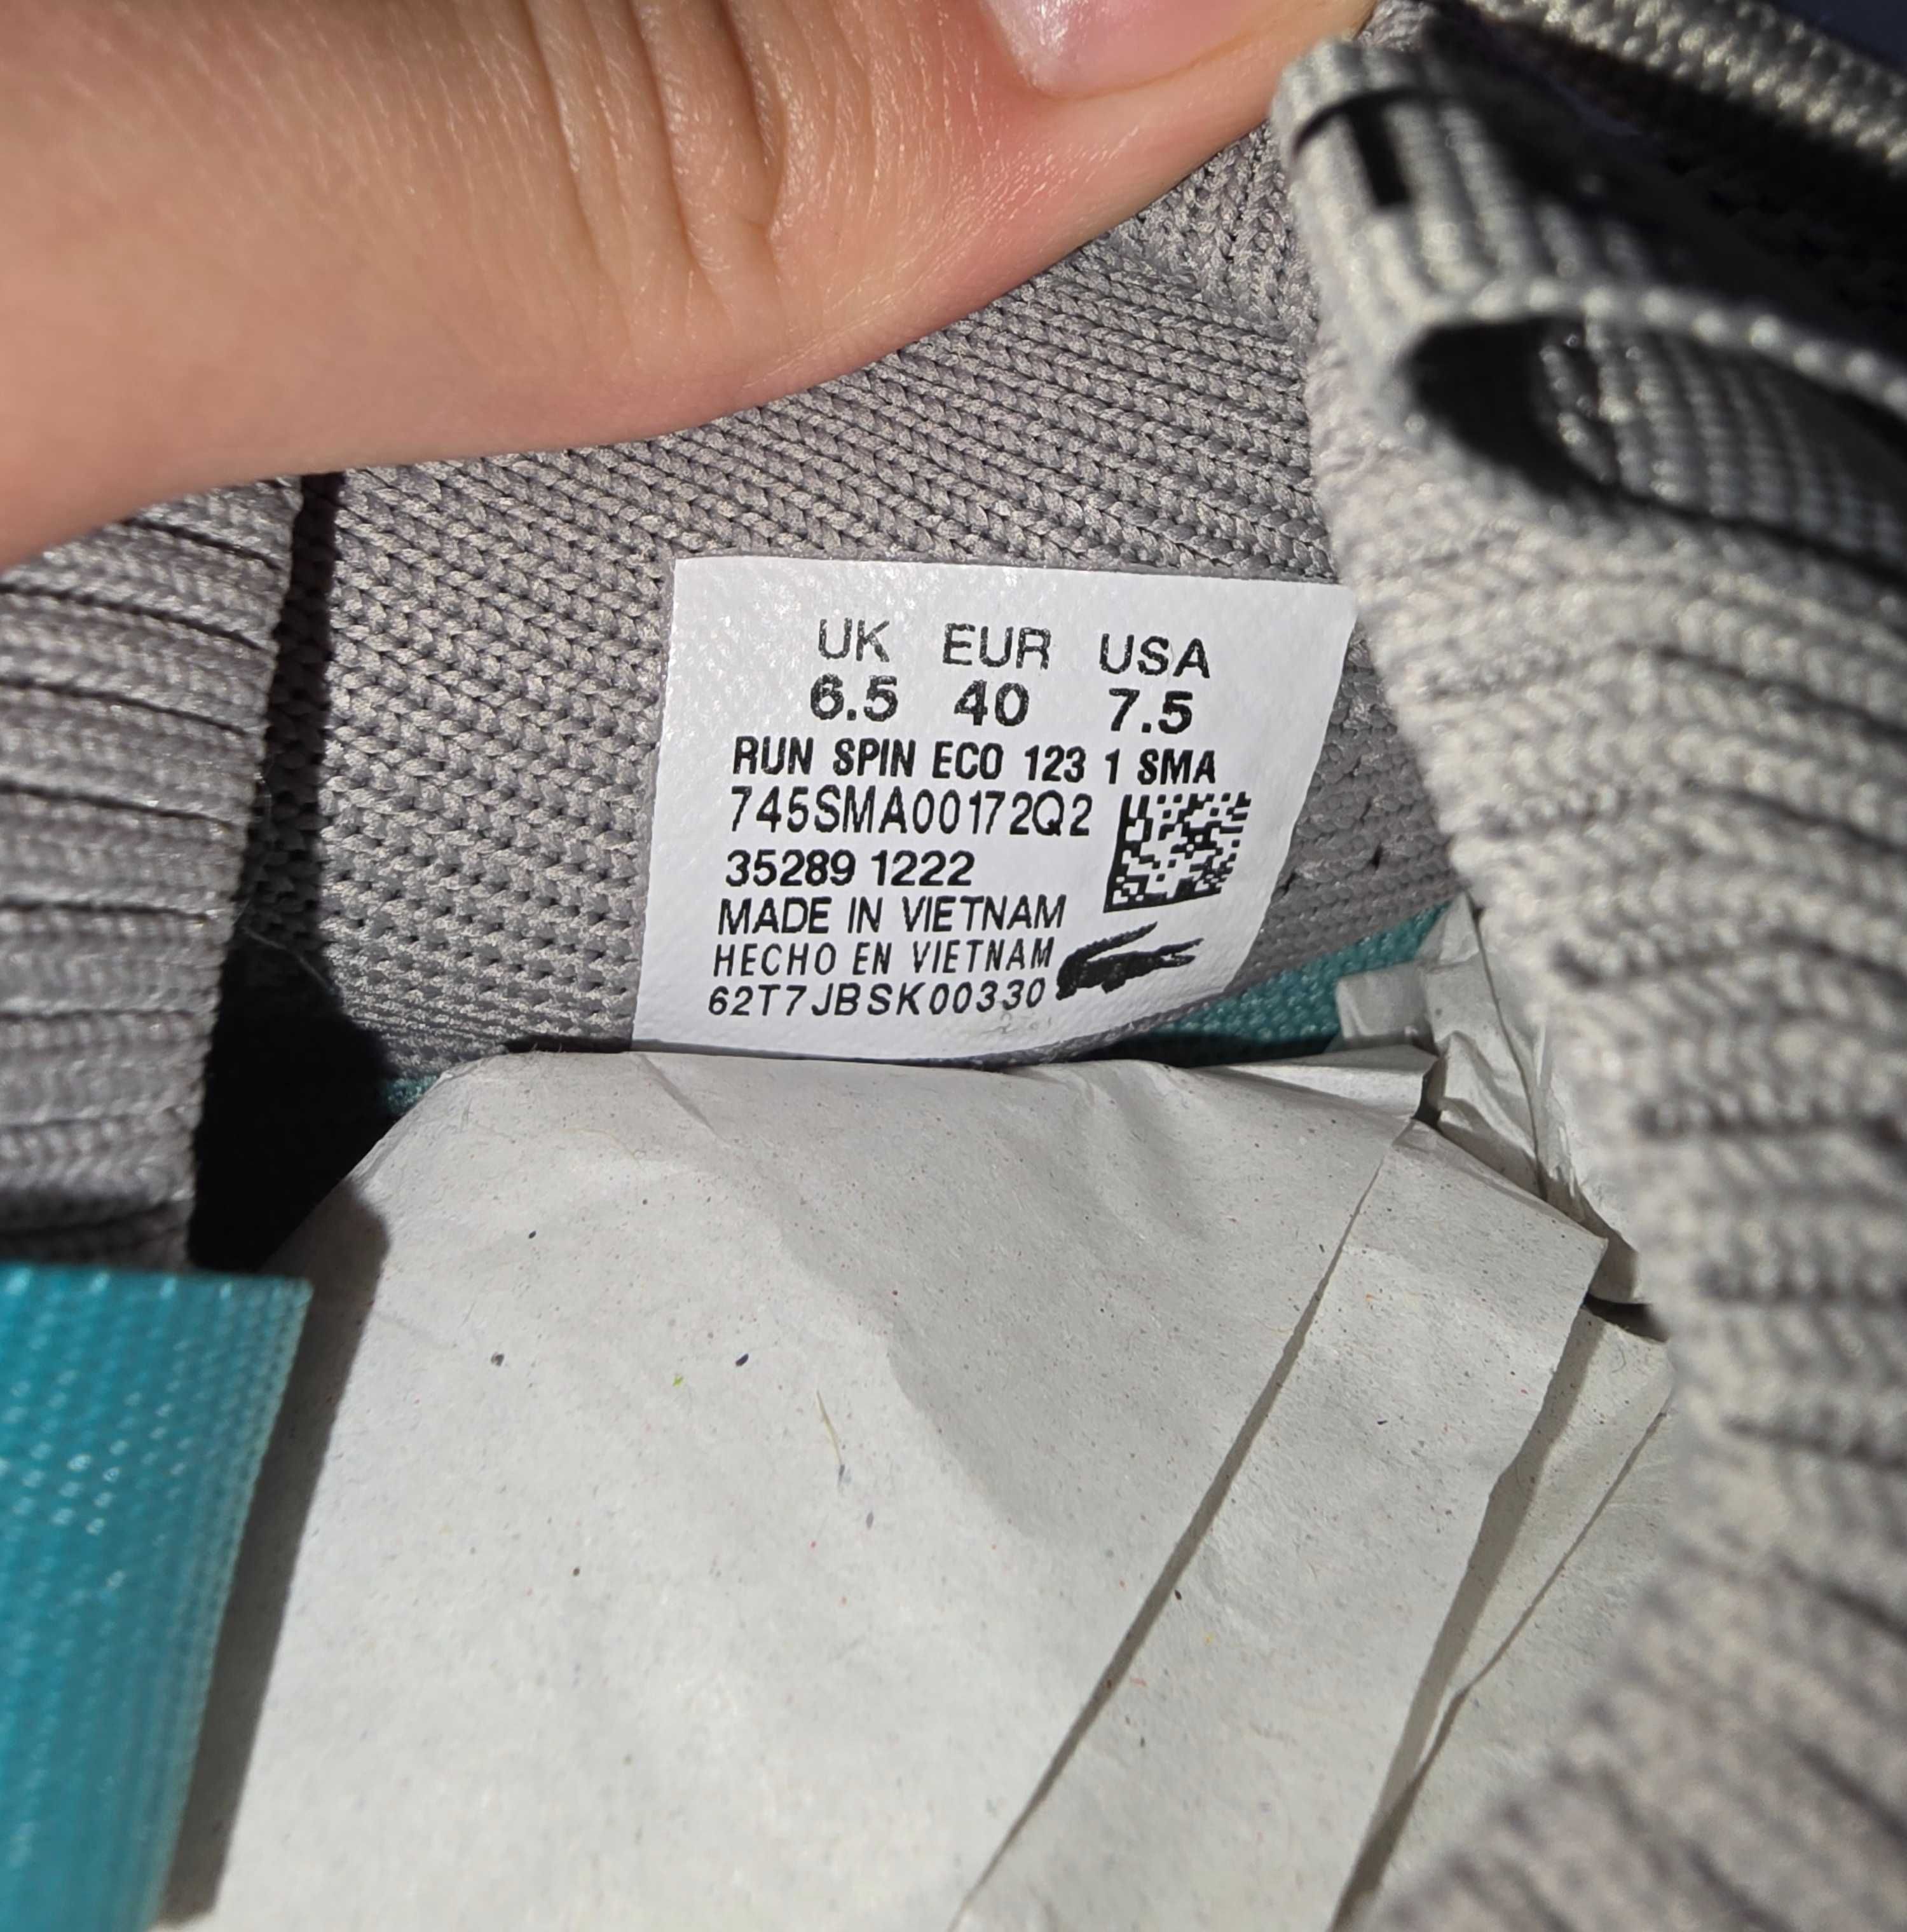 UK EUR USA
6.5 40 7.5
RUN SPIN ECO 123 1 SMA
745SMA00172Q2
35289 1222
MADE IN VIETNAM
HECHO EN VIETNAM
62T7JBSK00330